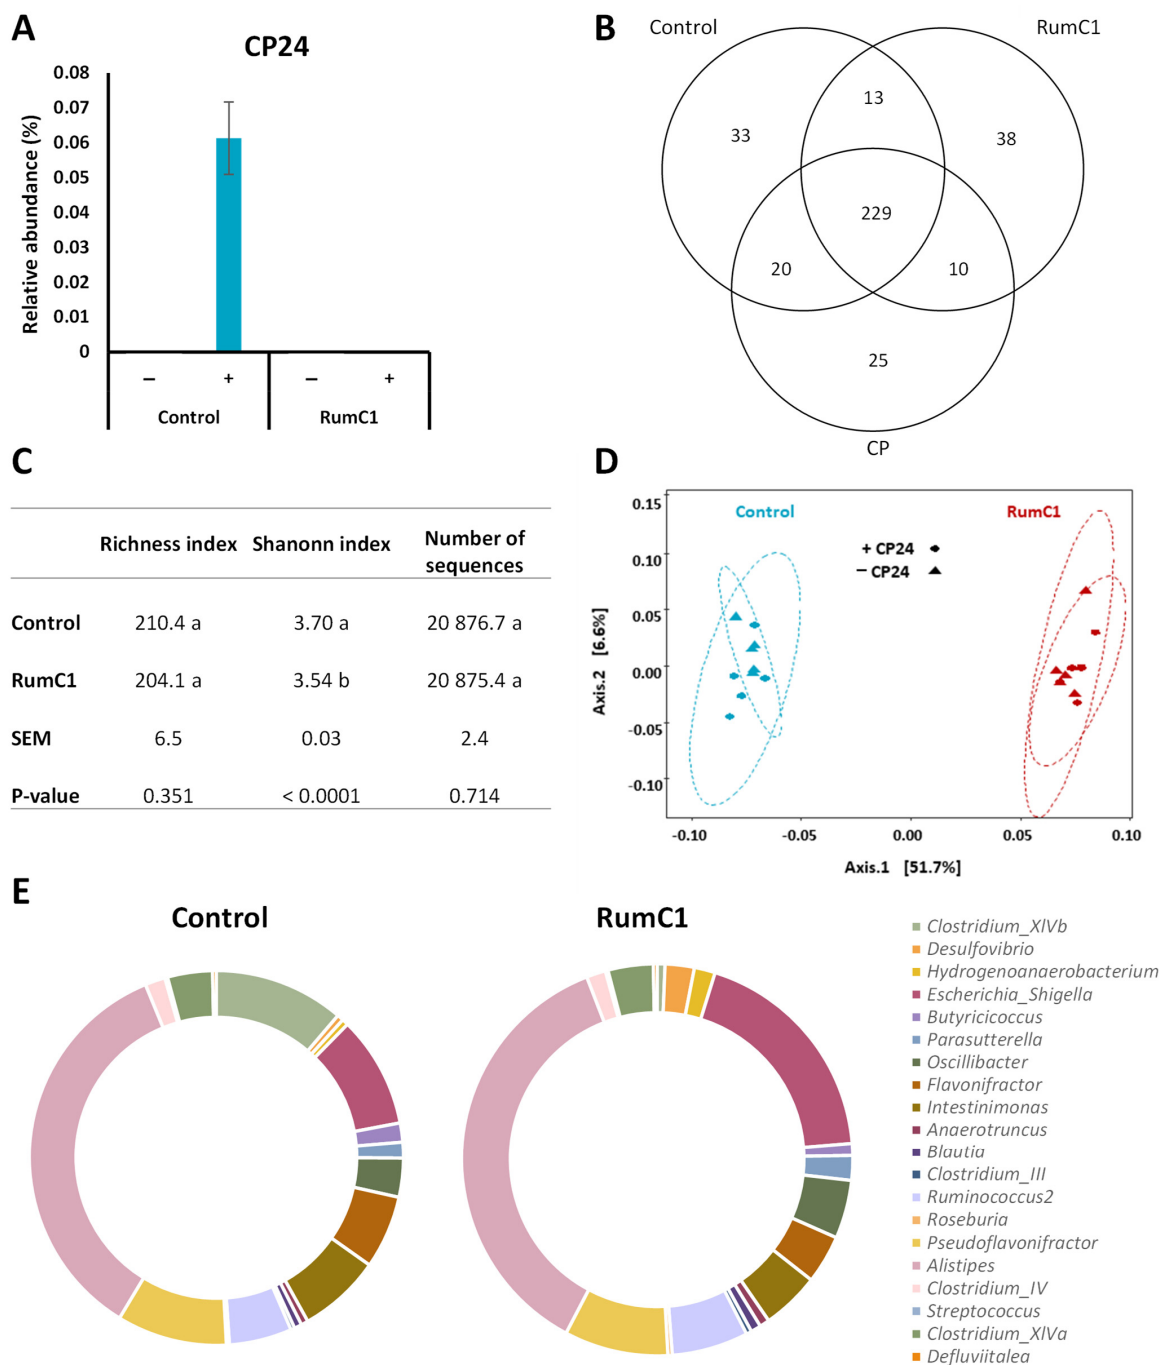 A
CP24
Relative abundance (%)
0.08
0.07
0.06
0.05
0.04
0.03
0.02
0.01
0
– + – +
Control RumC1
B
Control RumC1
13
33 38
229
20 10
25
CP
C
Richness index Shanonn index Number of
sequences
Control 210.4 a 3.70 a 20 876.7 a
RumC1 204.1 a 3.54 b 20 875.4 a
SEM 6.5 0.03 2.4
P-value 0.351 < 0.0001 0.714
D
Control RumC1
+ CP24
– CP24
Axis.2 [6.6%]
0.15
0.10
0.05
0.00
-0.05
-0.10
-0.10 -0.05 0.00 0.05 0.10
Axis.1 [51.7%]
E
Control RumC1
Clostridium_XlVb
Desulfovibrio
Hydrogenoanaerobacterium
Escherichia_Shigella
Butyricicoccus
Parasutterella
Oscillibacter
Flavonifractor
Intestinimonas
Anaerotruncus
Blautia
Clostridium_III
Ruminococcus2
Roseburia
Pseudoflavonifractor
Alistipes
Clostridium_IV
Streptococcus
Clostridium_XlVa
Defluviitalea